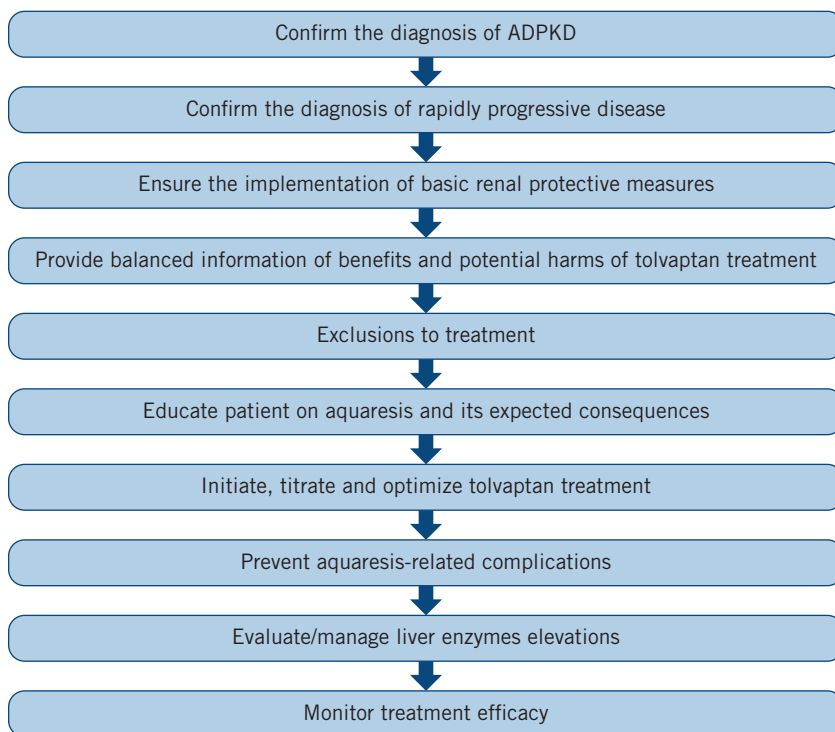 Confirm the diagnosis of ADPKD
Confirm the diagnosis of rapidly progressive disease
Ensure the implementation of basic renal protective measures
Provide balanced information of benefits and potential harms of tolvaptan treatment
Exclusions to treatment
Educate patient on aquaresis and its expected consequences
Initiate, titrate and optimize tolvaptan treatment
Prevent aquaresis-related complications
Evaluate/manage liver enzymes elevations
Monitor treatment efficacy